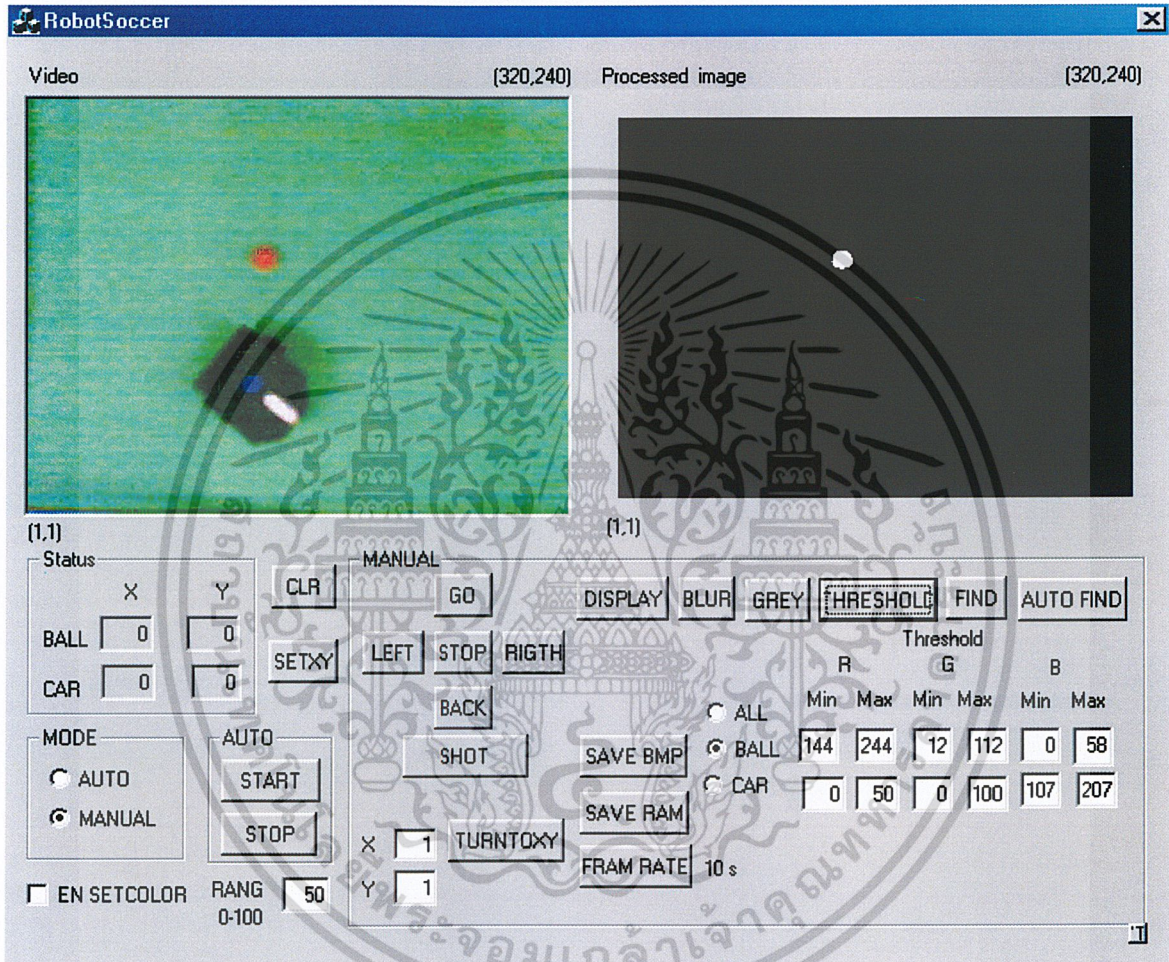 RobotSoccer
Video (320,240) Processed image (320,240)
(1,1) (1,1)
Status
X Y
BALL 0 0
CAR 0 0
CLR
SETXY
MODE
AUTO
MANUAL
AUTO
START
STOP
EN SETCOLOR
RANG 50
0-100
MANUAL
GO
LEFT STOP RIGTH
BACK
SHOT
X 1 TURNTOXY
Y 1
DISPLAY BLUR GREY HRESHOLD FIND AUTO FIND
Threshold
R G B
Min Max Min Max Min Max
ALL
BALL 144 244 12 112 0 58
CAR 0 50 0 100 107 207
SAVE BMP
SAVE RAM
FRAM RATE 10 s